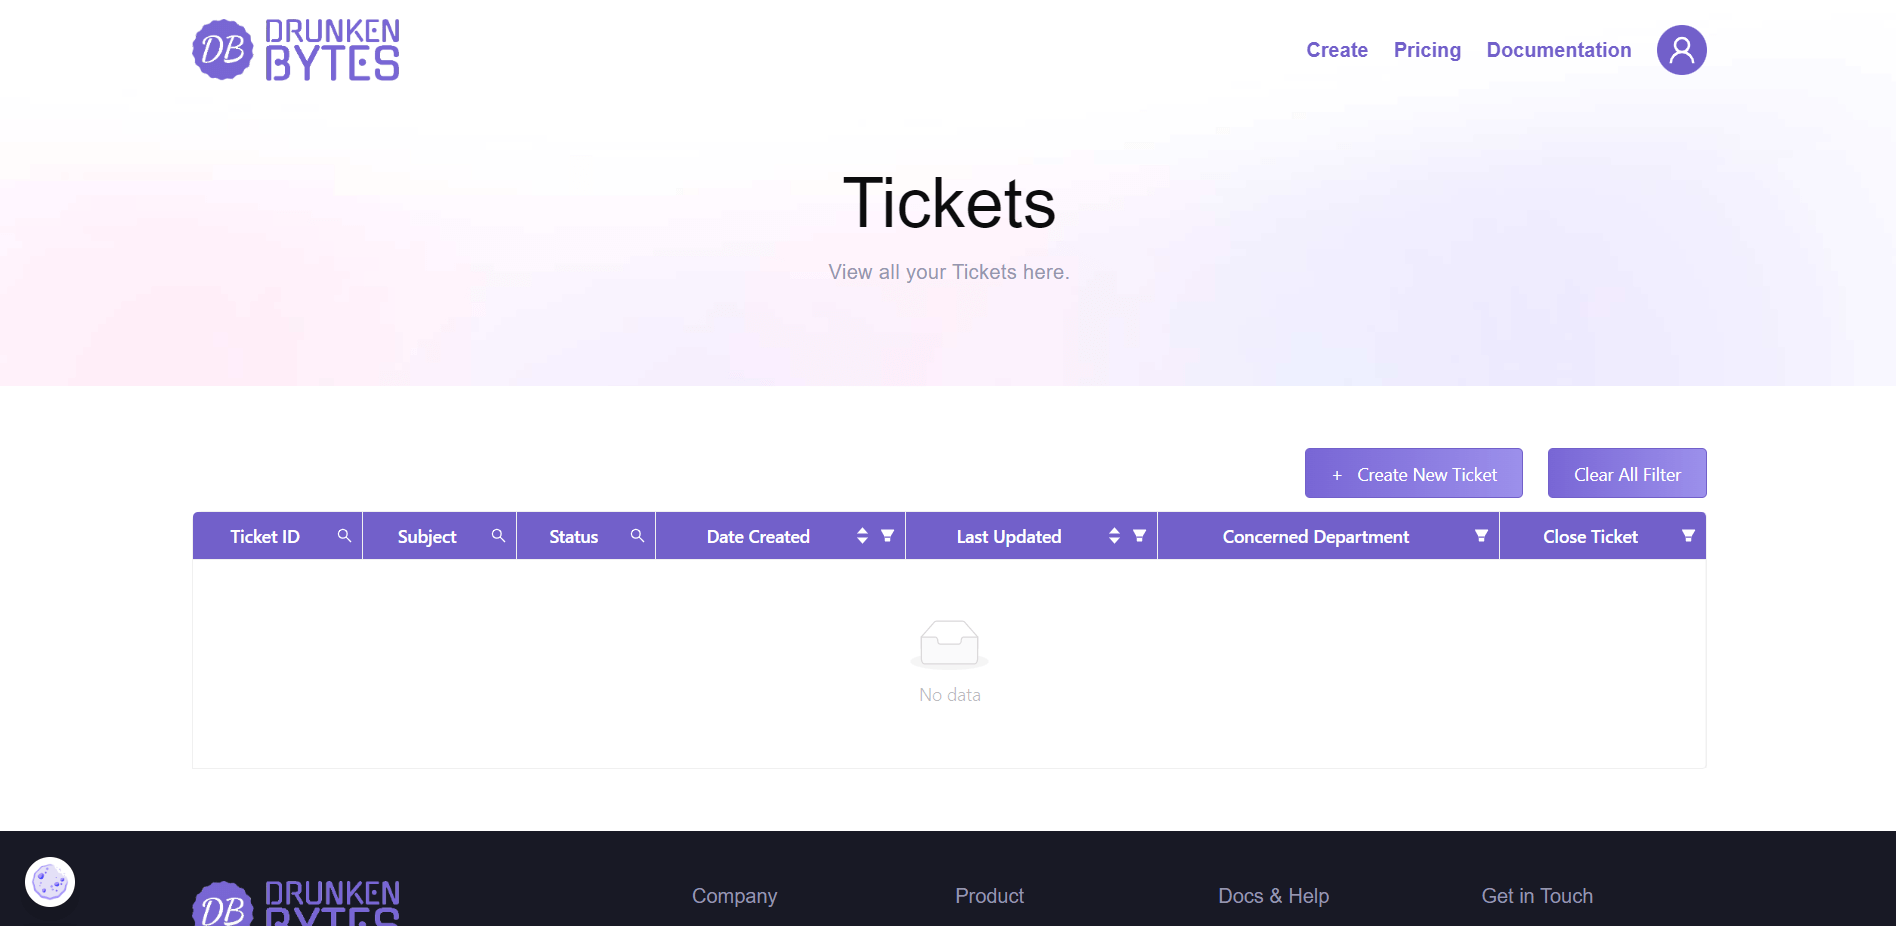 DB DRUNKEN BYTES
Create Pricing Documentation
Tickets
View all your Tickets here.
+ Create New Ticket Clear All Filter
Ticket ID Subject Status Date Created Last Updated Concerned Department Close Ticket
No data
DB DRUNKEN BYTES
Company Product Docs & Help Get in Touch